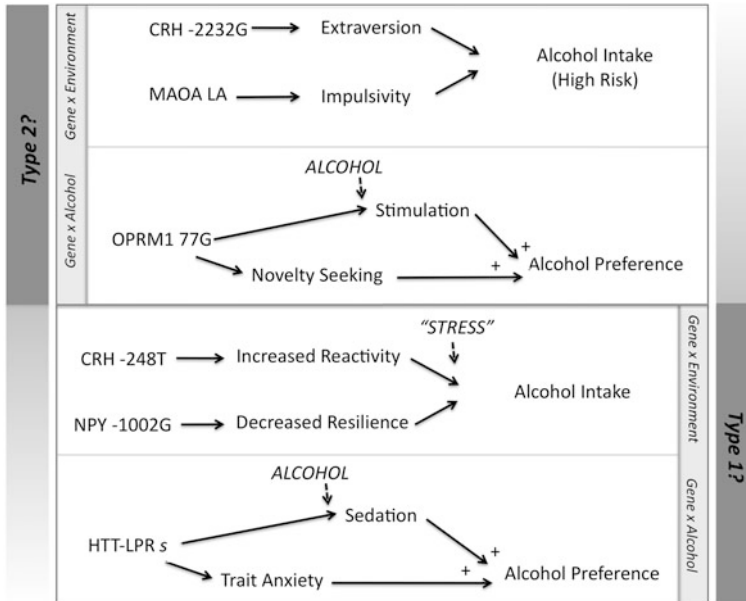 Type 2?
Gene x Environment
CRH -2232G
Extraversion
MAOA LA
Impulsivity
Alcohol Intake
(High Risk)
Gene x Alcohol
ALCOHOL
Stimulation
OPRM1 77G
Novelty Seeking
+
+
Alcohol Preference
Type 1?
Gene x Environment
"STRESS"
CRH -248T
Increased Reactivity
NPY -1002G
Decreased Resilience
Alcohol Intake
Gene x Alcohol
ALCOHOL
Sedation
HTT-LPR s
Trait Anxiety
+
+
Alcohol Preference